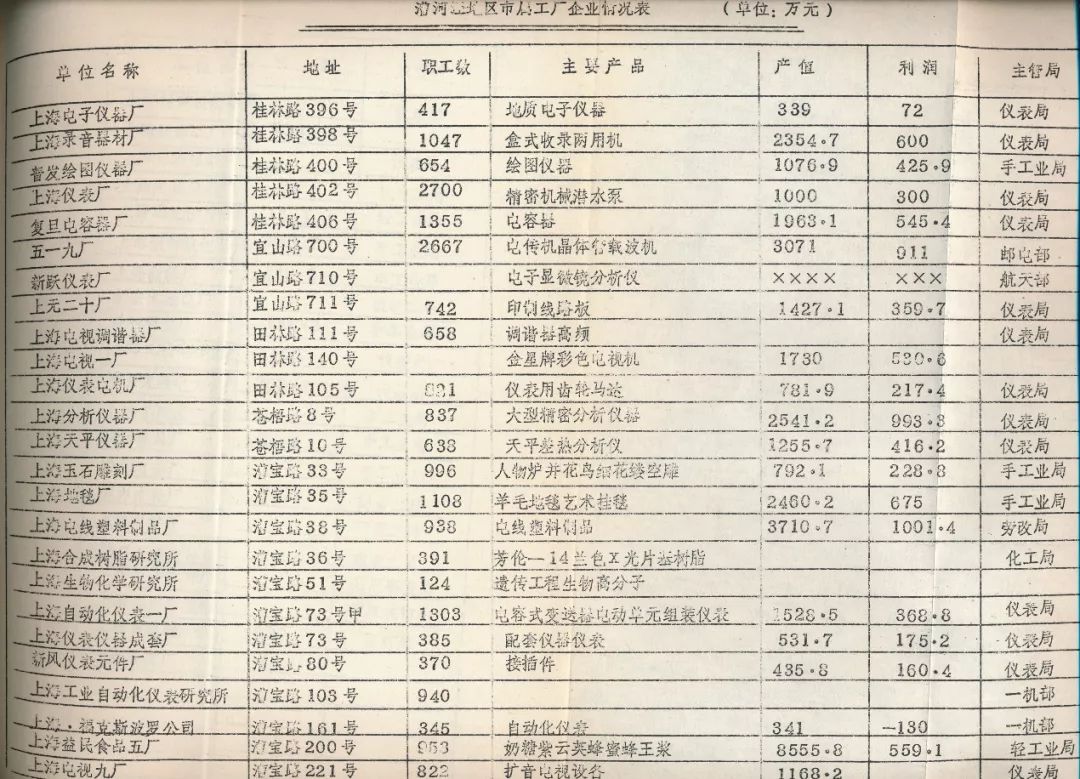 漕河泾地区市属工厂企业情况表 (单位:万元)
单位名称 地址 职工数 主要产品 产值 利润 主管局
上海电子仪器厂 桂林路396号 417 地质电子仪器 339 72 仪表局
上海录音器材厂 桂林路398号 1047 盒式收录两用机 2354.7 600 仪表局
普发绘图仪器厂 桂林路400号 654 绘图仪器 1076.9 425.9 手工业局
上海仪表厂 桂林路402号 2700 精密机械潜水泵 1000 300 仪表局
复旦电容器厂 桂林路406号 1355 电容器 1963.1 545.4 仪表局
五一九厂 宜山路700号 2667 电传机晶体管载波机 3071 911 邮电部
新跃仪表厂 宜山路710号 电子显微镜分析仪 ×××× ××× 航天部
上无二十厂 宜山路711号 742 印制线路板 1427.1 359.7 仪表局
上海电视调谐器厂 田林路111号 658 调谐器高频 仪表局
上海电视一厂 田林路140号 金星牌彩色电视机 1730
上海仪表电机厂 田林路105号 仪表用齿轮马达 781.9 217.4 仪表局
上海分析仪器厂 苍梧路8号 837 大型精密分析仪器 2541.2 993.3 仪表局
上海天平仪器厂 苍梧路10号 633 天平差热分析仪 1255.7 416.2 仪表局
上海玉石雕刻厂 漕宝路33号 996 人物炉并花鸟细花缕空雕 792.1 228.8 手工业局
上海地毯厂 漕宝路35号 1108 羊毛地毯艺术挂毯 2460.2 675 手工业局
上海电线塑料制品厂 漕宝路38号 938 电线塑料制品 3710.7 1001.4 劳改局
上海合成树脂研究所 漕宝路36号 391 芳伦—14兰色X光片基树脂 化工局
上海生物化学研究所 漕宝路51号 124 遗传工程生物高分子
上海自动化仪表一厂 漕宝路73号甲 1303 电容式变送器电动单元组装仪表 1528.5 368.8 仪表局
上海仪表仪器成套厂 漕宝路73号 385 配套仪器仪表 531.7 175.2 仪表局
新风仪表元件厂 漕宝路80号 370 接插件 435.8 160.4 仪表局
上海工业自动化仪表研究所 漕宝路103号 940 一机部
上海·福克斯波罗公司 漕宝路161号 345 自动化仪表 341 -130 一机部
上海益民食品五厂 漕宝路200号 953 奶糖紫云英蜂蜜蜂王浆 8555.8 559.1 轻工业局
上海电视九厂 漕宝路221号 822 扩音电视设备 1168.2 仪表局